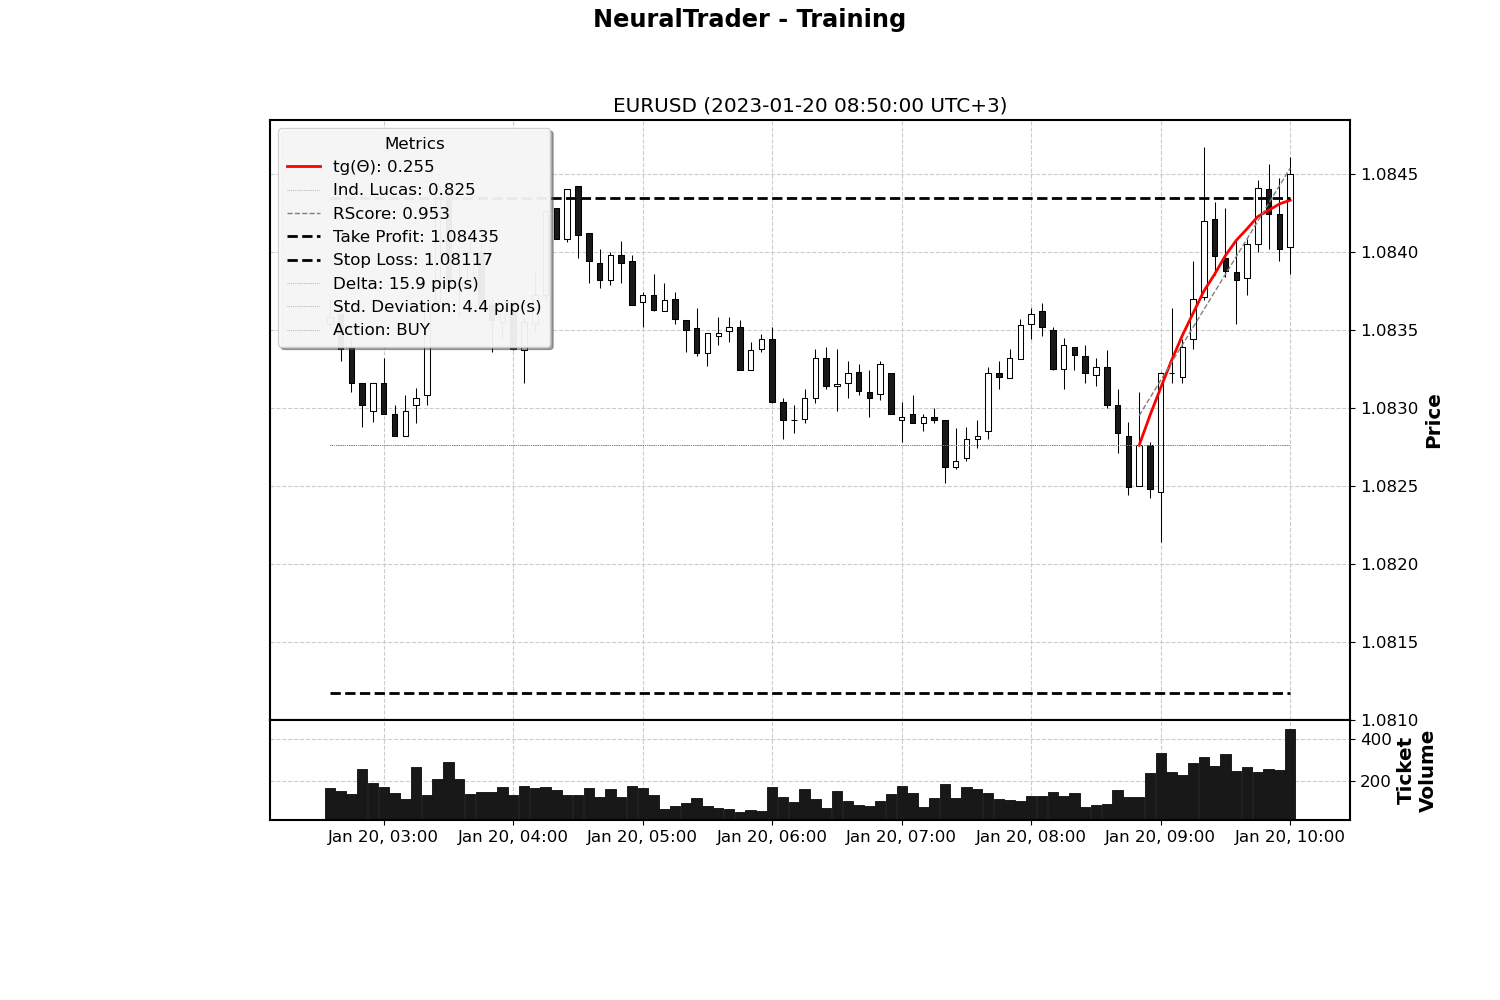 NeuralTrader - Training
EURUSD (2023-01-20 08:50:00 UTC+3)
Metrics
tg(Θ): 0.255
Ind. Lucas: 0.825
RScore: 0.953
Take Profit: 1.08435
Stop Loss: 1.08117
Delta: 15.9 pip(s)
Std. Deviation: 4.4 pip(s)
Action: BUY
1.0845
1.0840
1.0835
1.0830
1.0825
1.0820
1.0815
1.0810
Price
400
200
Ticket
Volume
Jan 20, 03:00
Jan 20, 04:00
Jan 20, 05:00
Jan 20, 06:00
Jan 20, 07:00
Jan 20, 08:00
Jan 20, 09:00
Jan 20, 10:00